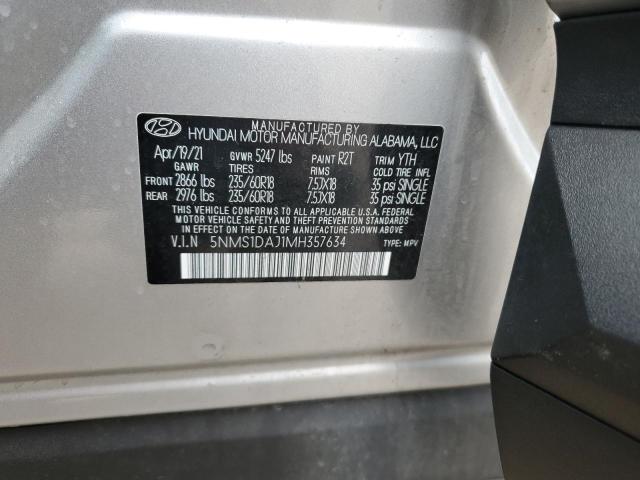 MANUFACTURED BY
HYUNDAI MOTOR MANUFACTURING ALABAMA, LLC
Apr/19/21 GVWR 5247 lbs PAINT R2T TRIM YTH
GAWR TIRES RIMS COLD TIRE INFL
FRONT 2866 lbs 235/60R18 7.5JX18 35 psi SINGLE
REAR 2976 lbs 235/60R18 7.5JX18 35 psi SINGLE
THIS VEHICLE CONFORMS TO ALL APPLICABLE U.S.A. FEDERAL
MOTOR VEHICLE SAFETY AND THEFT PREVENTION STANDARDS
IN EFFECT ON THE DATE OF MANUFACTURE SHOWN ABOVE.
V.I.N 5NMS1DAJ1MH357634 TYPE: MPV